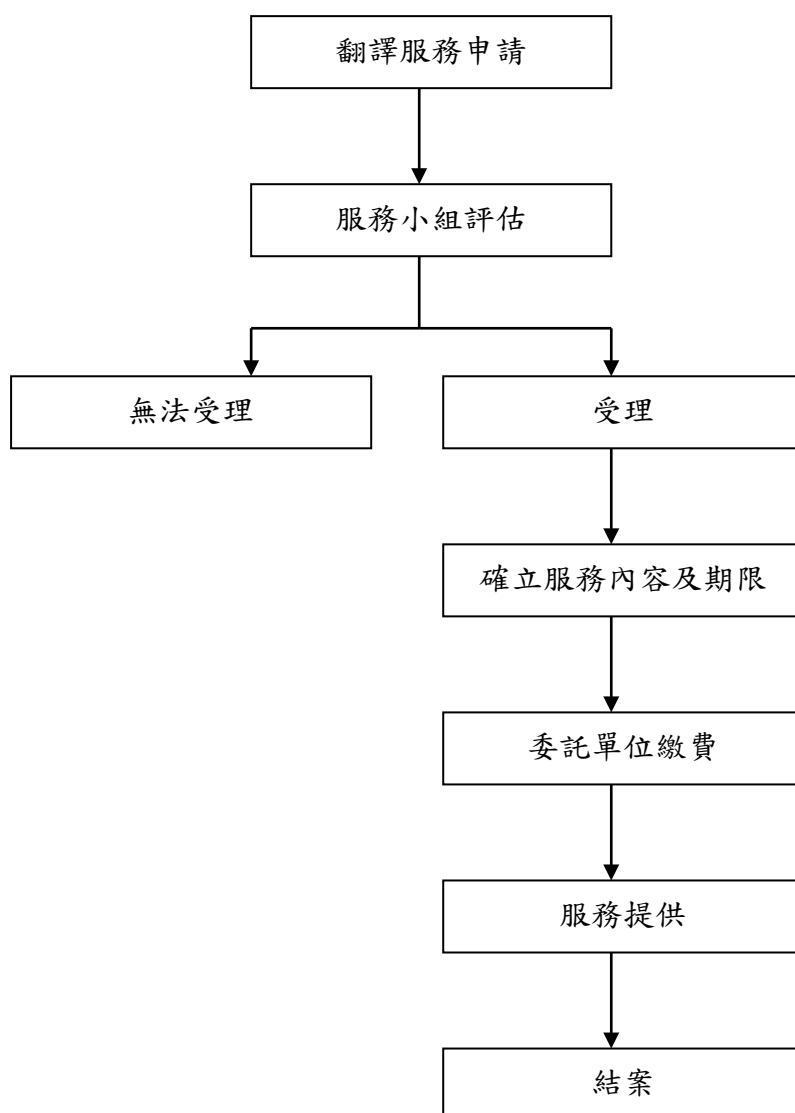 翻譯服務申請
服務小組評估
無法受理
受理
確立服務內容及期限
委託單位繳費
服務提供
結案